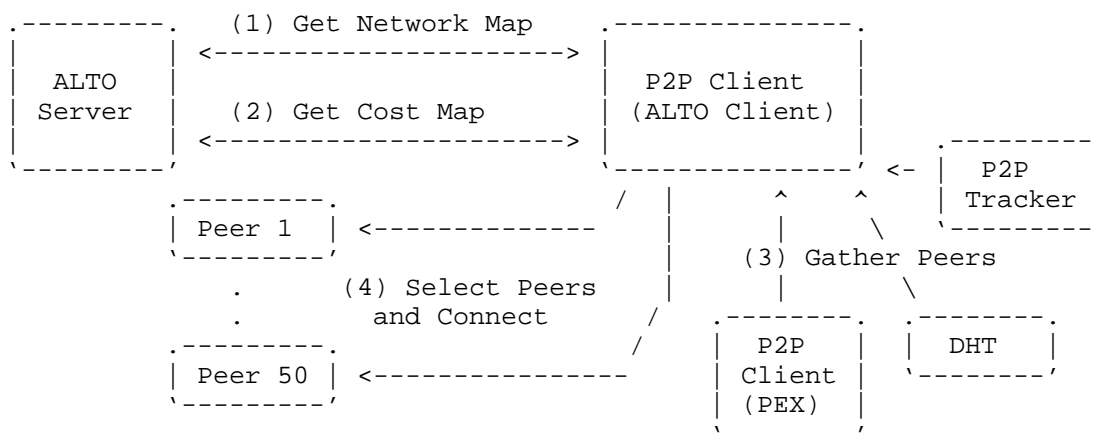 (1) Get Network Map
ALTO
Server
P2P Client
(ALTO Client)
(2) Get Cost Map
P2P
Tracker
Peer 1
(3) Gather Peers
(4) Select Peers
and Connect
.
.
Peer 50
P2P
Client
(PEX)
DHT